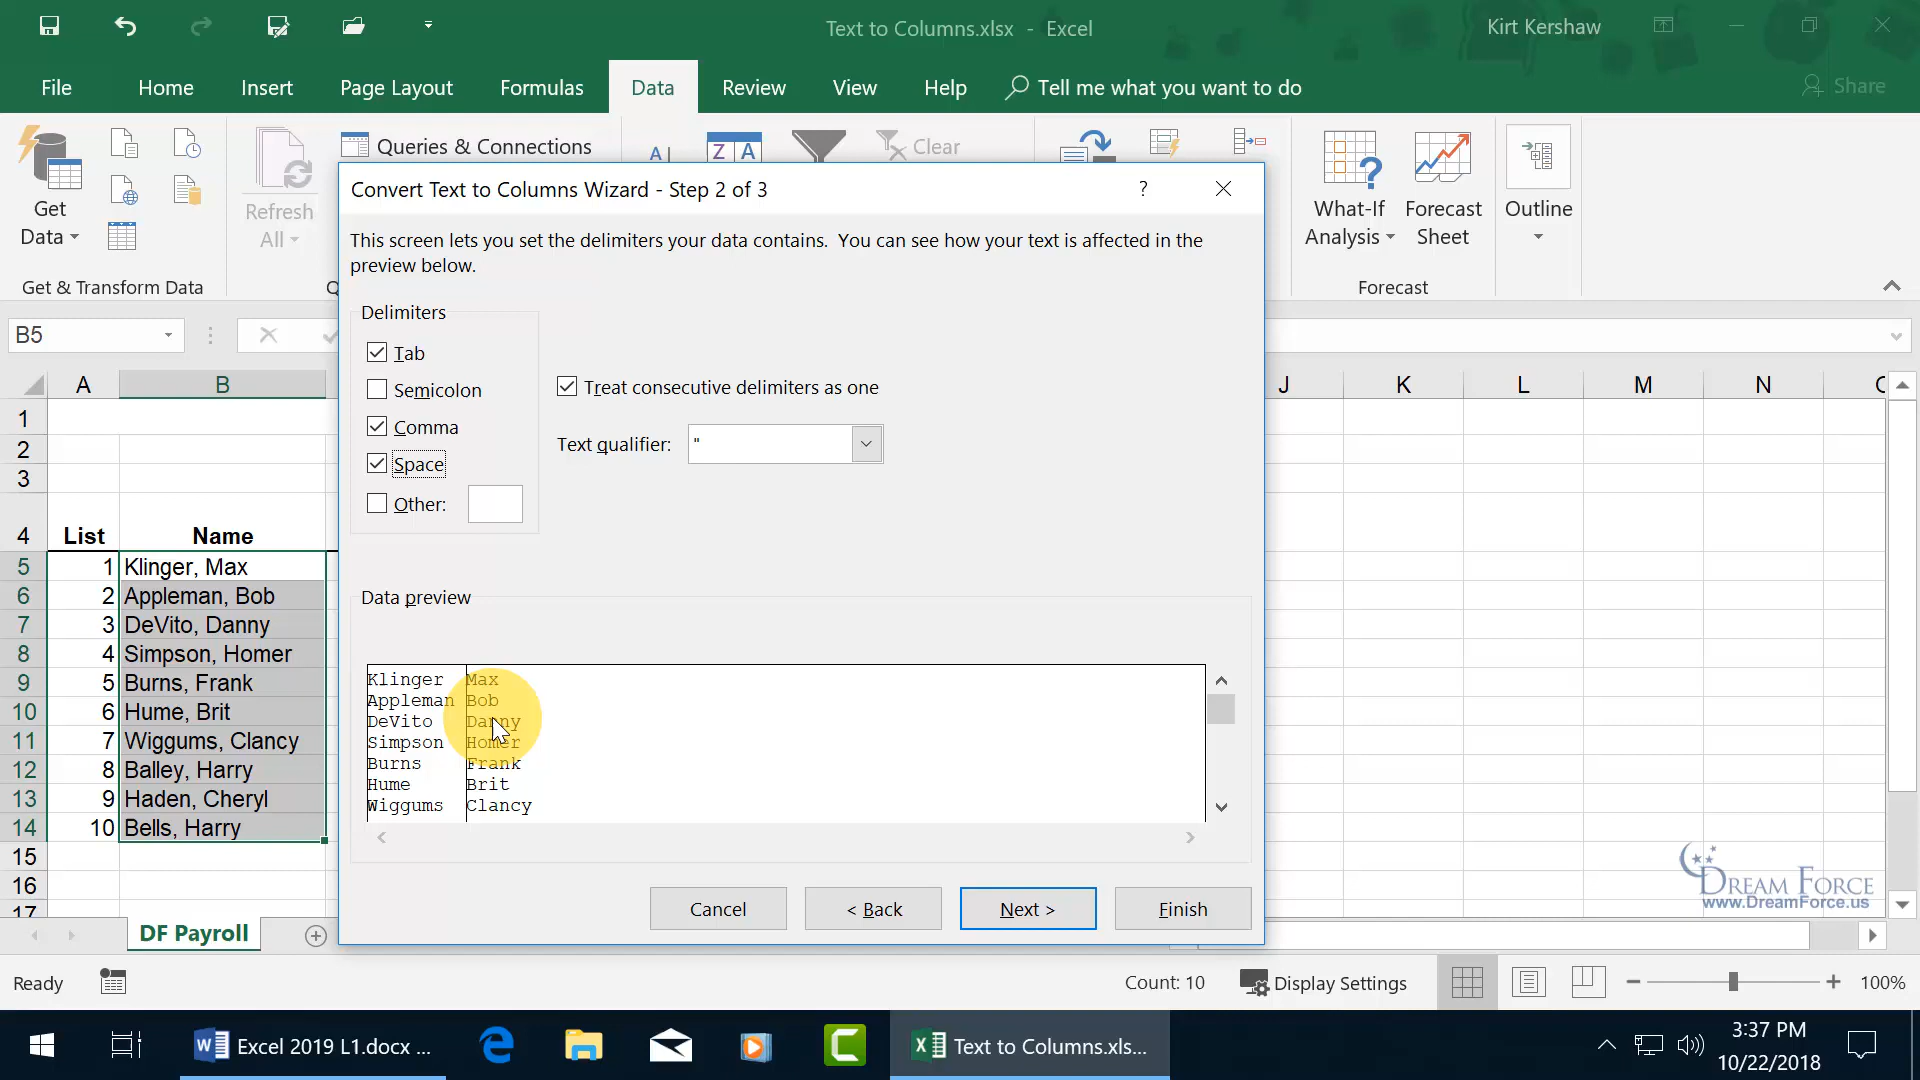 Text to Columns.xlsx - Excel
Kirt Kershaw
File
Home
Insert
Page Layout
Formulas
Data
Review
View
Help
Tell me what you want to do
Share
Get
Data
Refresh
All
Queries & Connections
Z A
Clear
What-If
Analysis
Forecast
Sheet
Outline
Get & Transform Data
Forecast
Convert Text to Columns Wizard - Step 2 of 3
?
This screen lets you set the delimiters your data contains. You can see how your text is affected in the
preview below.
Delimiters
Tab
Semicolon
Comma
Space
Other:
Treat consecutive delimiters as one
Text qualifier: "
Data preview
Klinger Max
Appleman Bob
DeVito Danny
Simpson Homer
Burns Frank
Hume Brit
Wiggums Clancy
Cancel
< Back
Next >
Finish
B5
A B J K L M N
1
2
3
4 List Name
5 1 Klinger, Max
6 2 Appleman, Bob
7 3 DeVito, Danny
8 4 Simpson, Homer
9 5 Burns, Frank
10 6 Hume, Brit
11 7 Wiggums, Clancy
12 8 Balley, Harry
13 9 Haden, Cheryl
14 10 Bells, Harry
15
16
17
DREAM FORCE
www.DreamForce.us
DF Payroll
Ready
Count: 10
Display Settings
100%
Excel 2019 L1.docx ...
Text to Columns.xls...
3:37 PM
10/22/2018